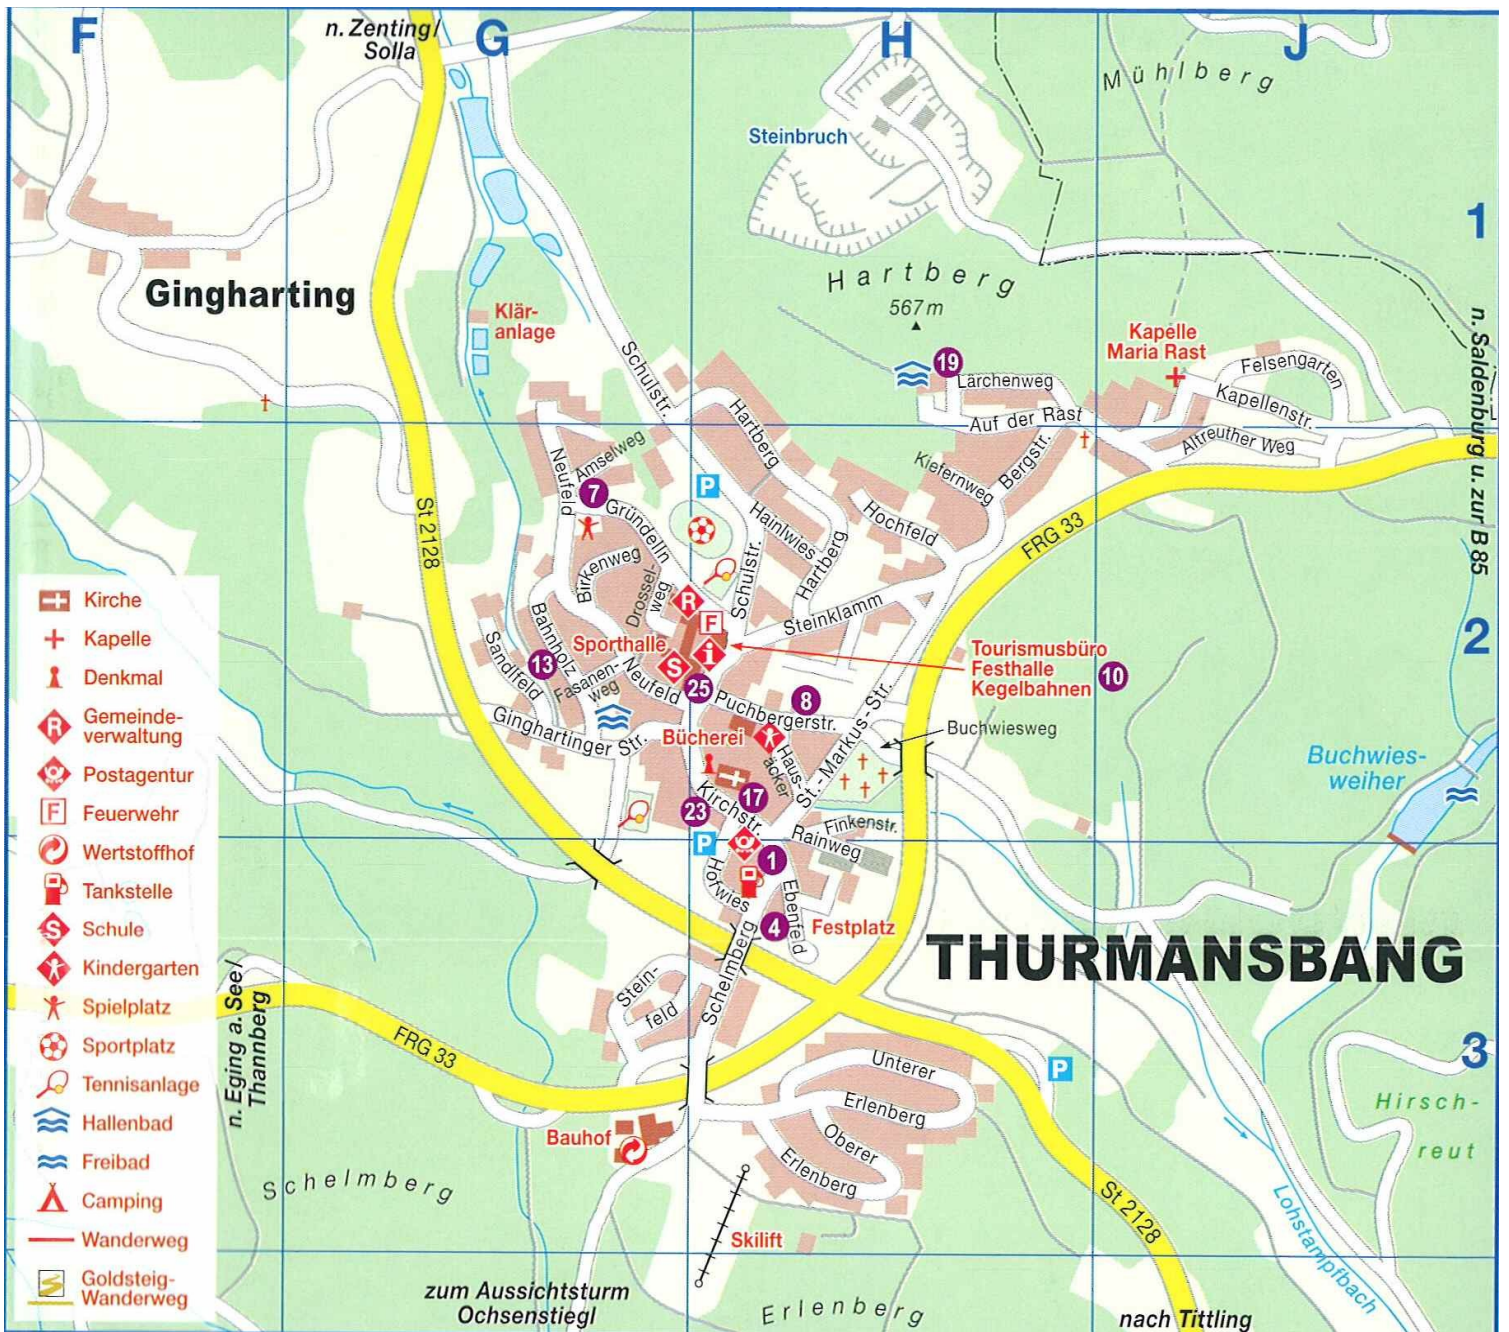 F
G
H
J
n. Zenting/
Solla
Mühlberg
Steinbruch
1
Gingharting
Hartberg
567 m
Klär-
anlage
Kapelle
Maria Rast
n. Saldenburg u. zur B 85
19
Lärchenweg
Felsengarten
Kapellenstr.
Auf der Rast
Altreuther Weg
Schulstr.
Hartberg
Bergstr.
Kiefernweg
Neufeld
Amselweg
7
P
Gründelln
Hainlwies
Hochfeld
FRG 33
St 2128
Birkenweg
Drossel-
weg
Schulstr.
Hartberg
R
F
Steinklamm
Sporthalle
i
S
Tourismusbüro
Festhalle
Kegelbahnen
10
2
Bahnholz
13
Sandlfeld
Fasanen-
weg
Neufeld
25
8
Puchbergerstr.
Ginghartinger Str.
Bücherei
Haus-
äcker
St.-Markus-Str.
Buchwiesweg
Buchwies-
weiher
17
23
Kirchstr.
Finkenstr.
Rainweg
P
1
Hofwies
Ebenfeld
4
Festplatz
THURMANSBANG
Schelmberg
Stein-
feld
n. Eging a. See/
Thannberg
FRG 33
3
P
Unterer
Erlenberg
Oberer
Erlenberg
Hirsch-
reut
Bauhof
Schelmberg
St 2128
Lohstampfbach
Skilift
zum Aussichtsturm
Ochsenstiegl
Erlenberg
nach Tittling
Kirche
Kapelle
Denkmal
R
Gemeinde-
verwaltung
Postagentur
F
Feuerwehr
Wertstoffhof
Tankstelle
S
Schule
Kindergarten
Spielplatz
Sportplatz
Tennisanlage
Hallenbad
Freibad
Camping
Wanderweg
Goldsteig-
Wanderweg